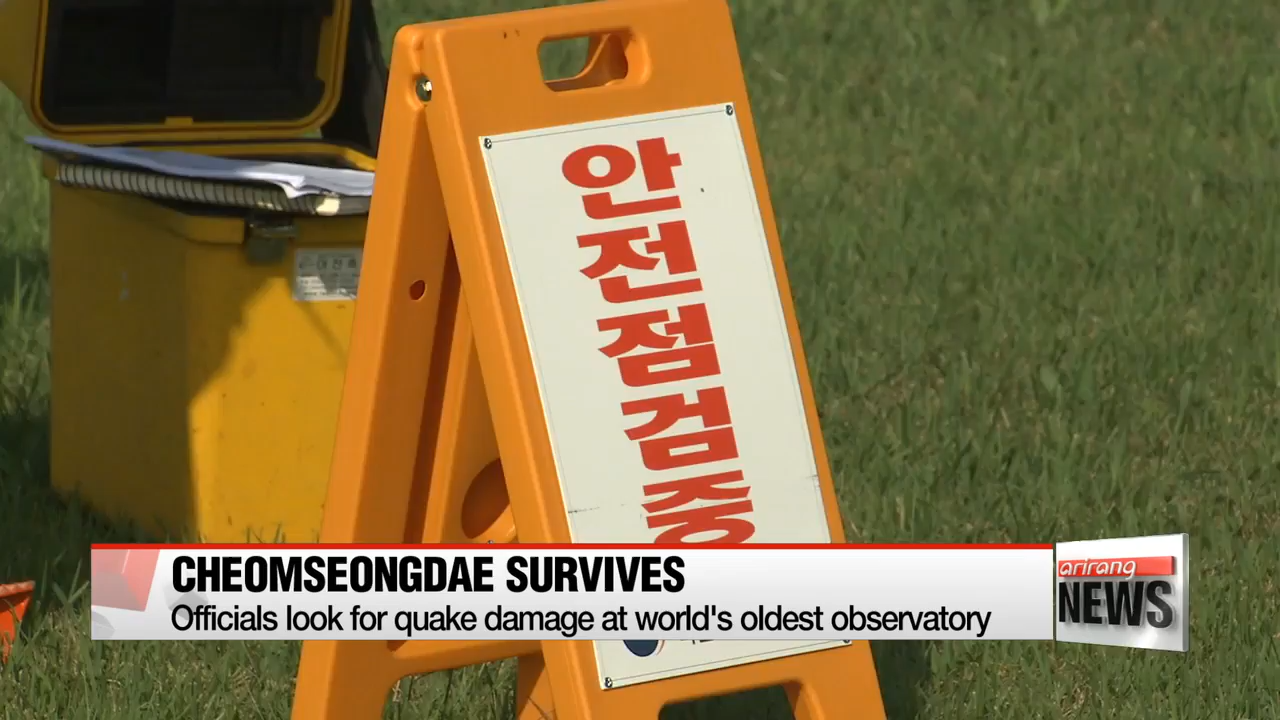 안전점검중
CHEOMSEONGDAE SURVIVES
Officials look for quake damage at world's oldest observatory
arirang
NEWS